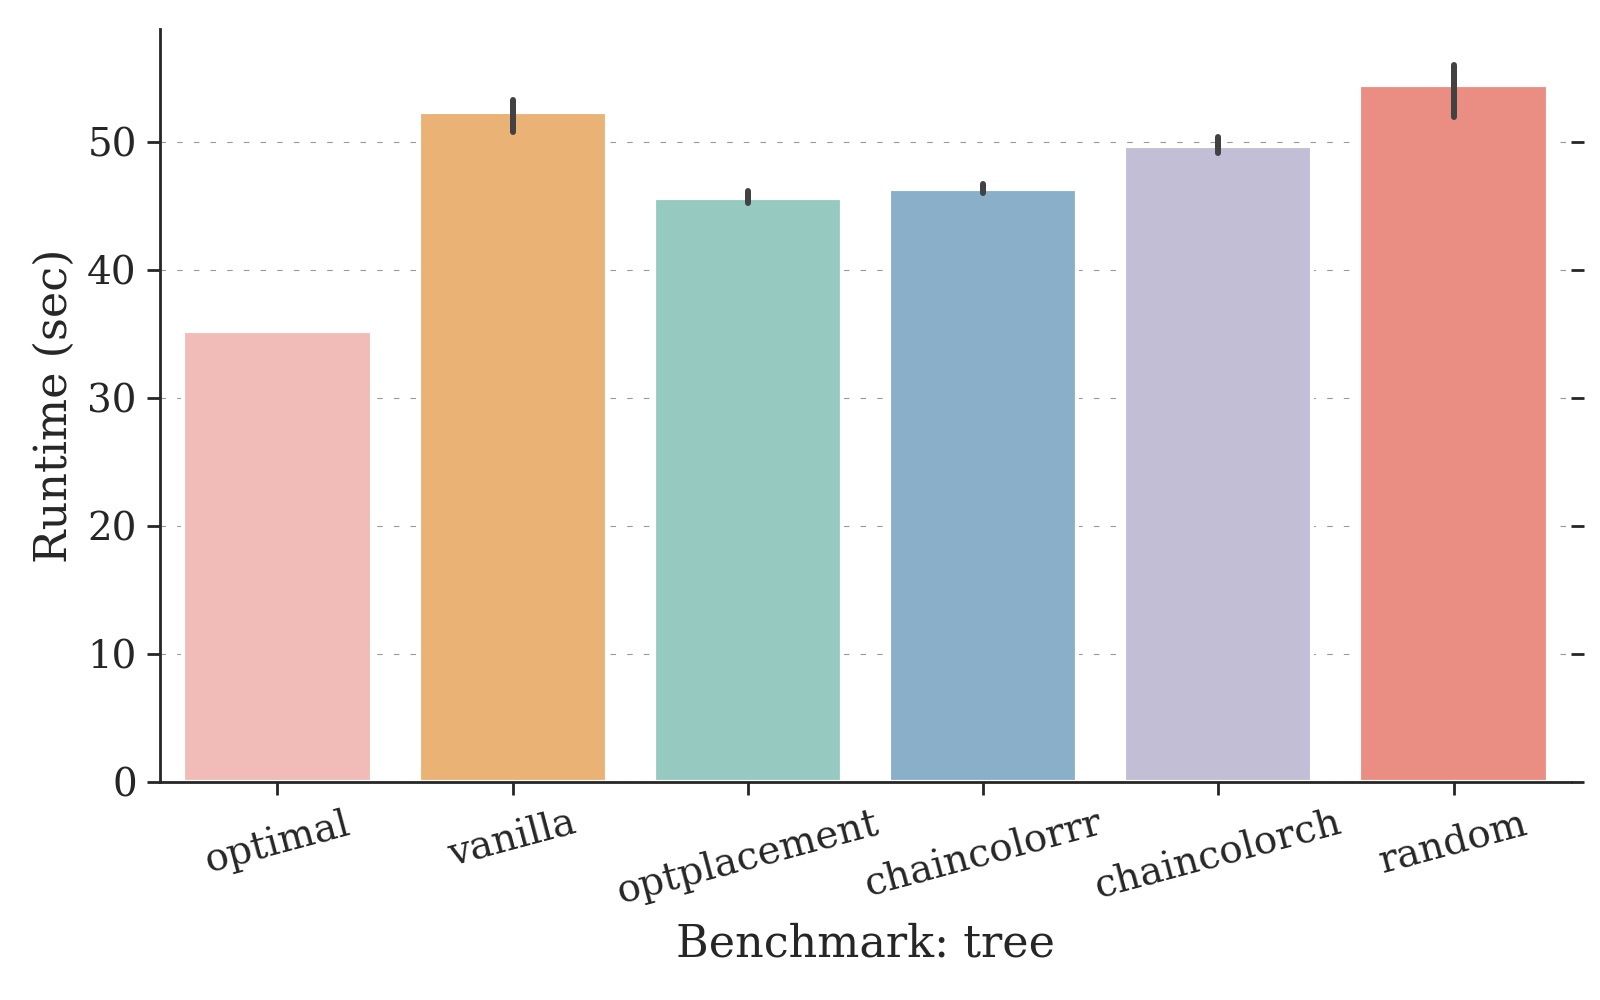 Runtime (sec)
50
40
30
20
10
0
optimal
vanilla
optplacement
chaincolorrr
chaincolorch
random
Benchmark: tree